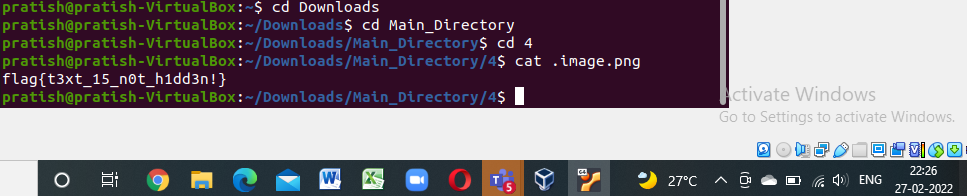 pratish@pratish-VirtualBox:~$ cd Downloads
pratish@pratish-VirtualBox:~/Downloads$ cd Main_Directory
pratish@pratish-VirtualBox:~/Downloads/Main_Directory$ cd 4
pratish@pratish-VirtualBox:~/Downloads/Main_Directory/4$ cat .image.png
flag{t3xt_15_n0t_h1dd3n!}
pratish@pratish-VirtualBox:~/Downloads/Main_Directory/4$
Activate Windows
Go to Settings to activate Windows.
5
27°C
ENG
22:26
27-02-2022